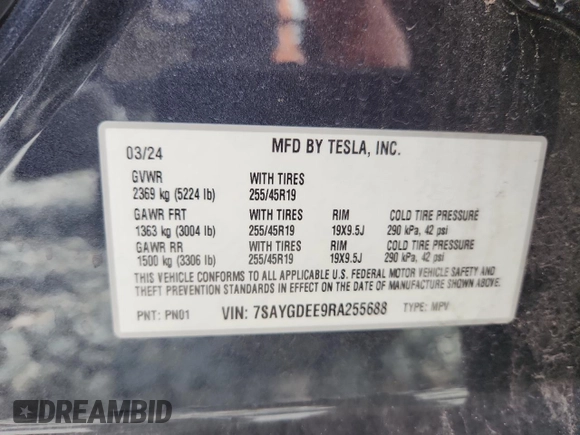 03/24 MFD BY TESLA, INC.
GVWR WITH TIRES
2369 kg (5224 lb) 255/45R19
GAWR FRT WITH TIRES RIM COLD TIRE PRESSURE
1363 kg (3004 lb) 255/45R19 19X9.5J 290 kPa, 42 psi
GAWR RR WITH TIRES RIM COLD TIRE PRESSURE
1500 kg (3306 lb) 255/45R19 19X9.5J 290 kPa, 42 psi
THIS VEHICLE CONFORMS TO ALL APPLICABLE U.S. FEDERAL MOTOR VEHICLE SAFETY AND
THEFT PREVENTION STANDARDS IN EFFECT ON THE DATE OF MANUFACTURE SHOWN ABOVE.
PNT: PN01 VIN: 7SAYGDEE9RA255688 TYPE: MPV
DREAMBID